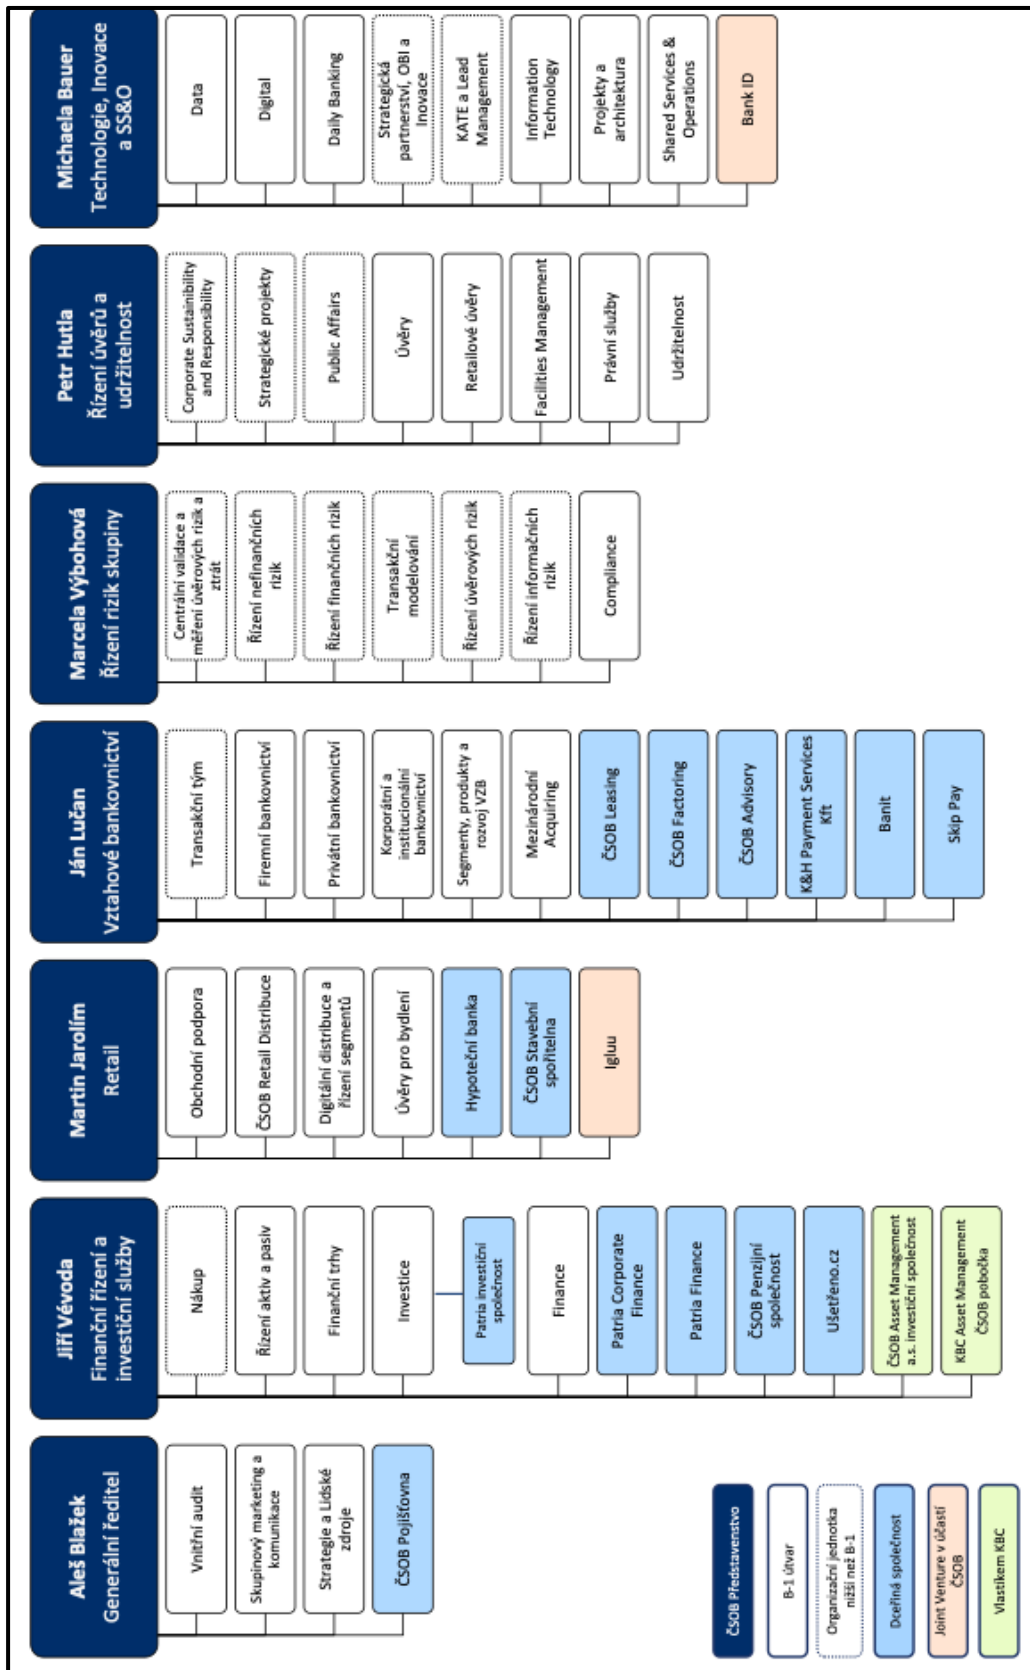 Aleš Blažek
Generální ředitel
Vnitřní audit
Skupinový marketing a
komunikace
Strategie a Lidské
zdroje
ČSOB Pojišťovna
Jiří Vévoda
Finanční řízení a
investiční služby
Nákup
Řízení aktiv a pasiv
Finanční trhy
Investice
Patria investiční
společnost
Finance
Patria Corporate
Finance
Patria Finance
ČSOB Penzijní
společnost
Ušetřeno.cz
ČSOB Asset Management
a.s. investiční společnost
KBC Asset Management
ČSOB pobočka
Martin Jarolím
Retail
Obchodní podpora
ČSOB Retail Distribuce
Digitální distribuce a
řízení segmentů
Úvěry pro bydlení
Hypoteční banka
ČSOB Stavební
spořitelna
Igluu
Ján Lučan
Vztahové bankovnictví
Transakční tým
Firemní bankovnictví
Privátní bankovnictví
Korporátní a
institucionální
bankovnictví
Segmenty, produkty a
rozvoj VZB
Mezinárodní
Acquiring
ČSOB Leasing
ČSOB Factoring
ČSOB Advisory
K&H Payment Services
Kft
Banit
Skip Pay
Marcela Výbohová
Řízení rizik skupiny
Centrální validace a
měření úvěrových rizik a
ztrát
Řízení nefinančních
rizik
Řízení finančních rizik
Transakční
modelování
Řízení úvěrových rizik
Řízení informačních
rizik
Compliance
Petr Hutla
Řízení úvěrů a
udržitelnost
Corporate Sustainibility
and Responsibility
Strategické projekty
Public Affairs
Úvěry
Retailové úvěry
Facilities Management
Právní služby
Udržitelnost
Michaela Bauer
Technologie, Inovace
a SS&O
Data
Digital
Daily Banking
Strategická
partnerství, OBI a
Inovace
KATE a Lead
Management
Information
Technology
Projekty a
architektura
Shared Services &
Operations
Bank ID
ČSOB Představenstvo
B-1 útvar
Organizační jednotka
nižší než B-1
Dceřiná společnost
Joint Venture v účastí
ČSOB
Vlastíkem KBC